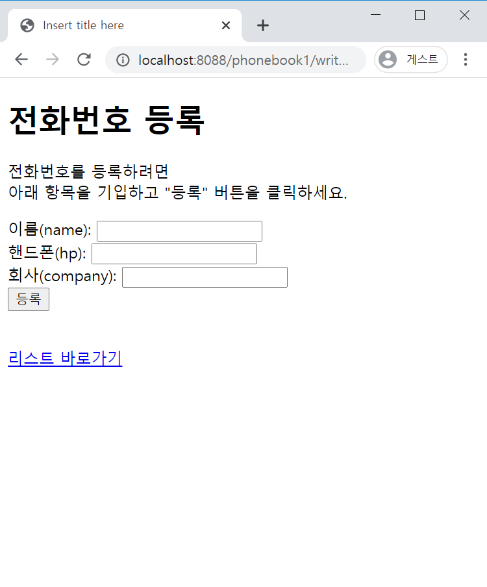 Insert title here
localhost:8088/phonebook1/writ...
게스트
전화번호 등록
전화번호를 등록하려면
아래 항목을 기입하고 "등록" 버튼을 클릭하세요.
이름(name):
핸드폰(hp):
회사(company):
등록
리스트 바로가기